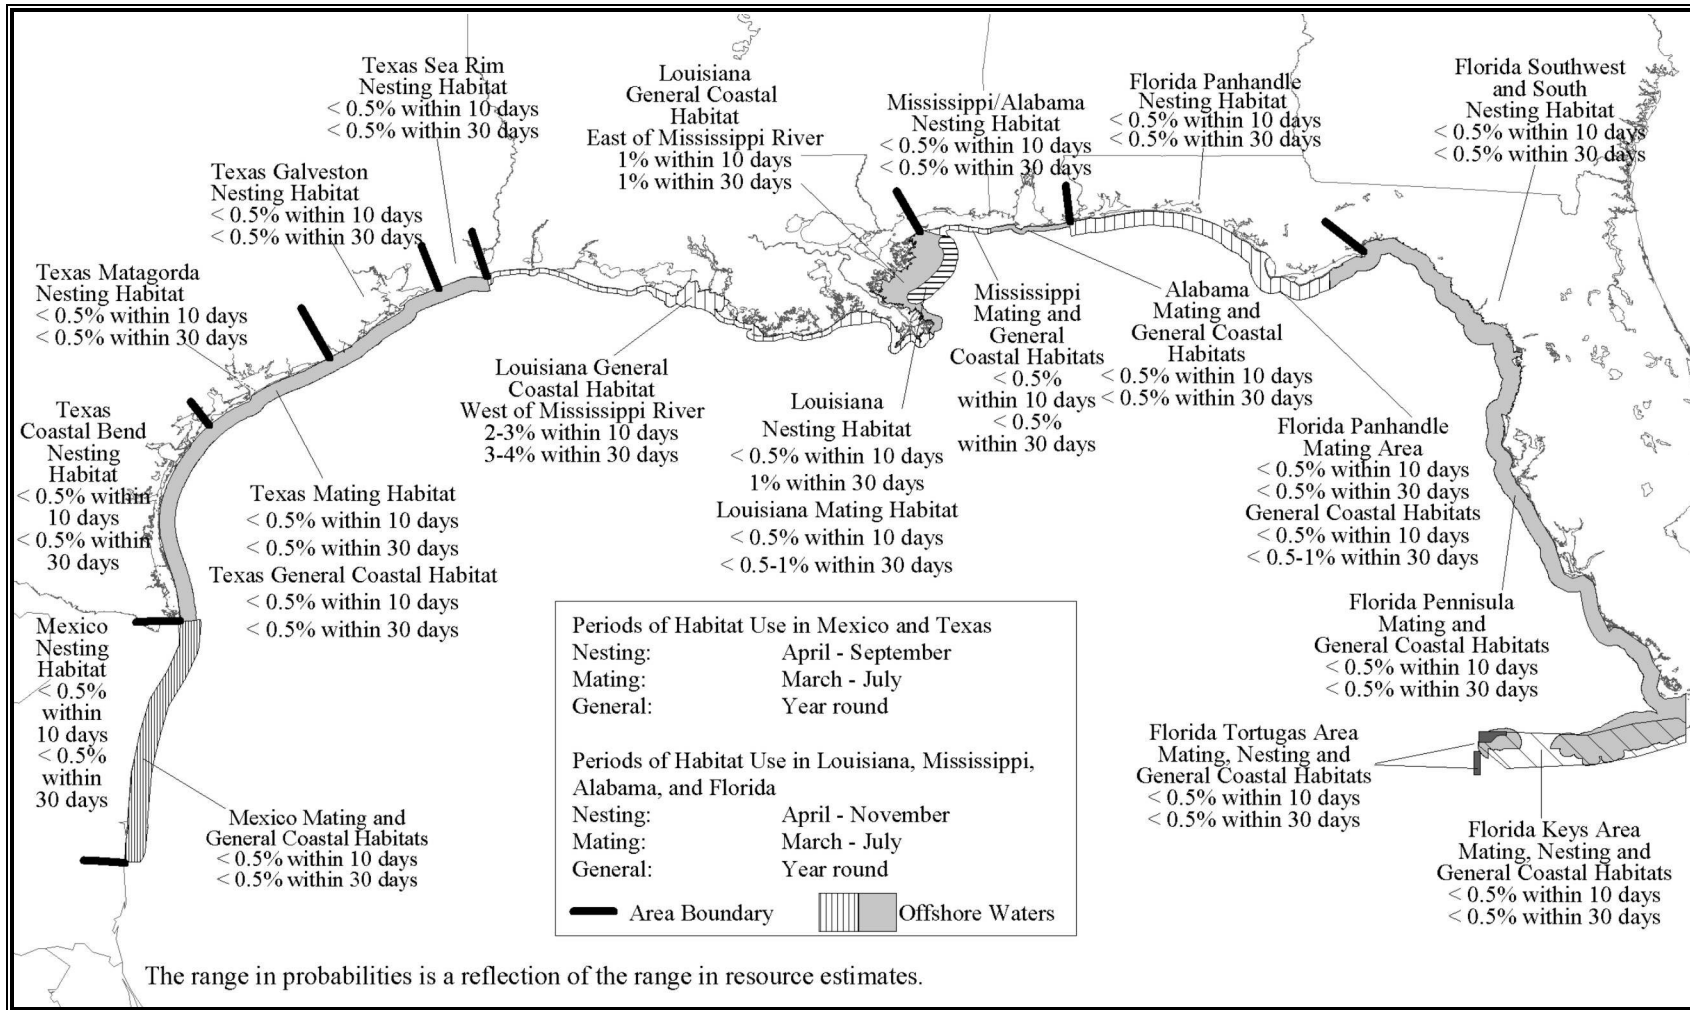 Texas Sea Rim
Nesting Habitat
< 0.5% within 10 days
< 0.5% within 30 days
Louisiana
General Coastal
Habitat
East of Mississippi River
1% within 10 days
1% within 30 days
Mississippi/Alabama
Nesting Habitat
< 0.5% within 10 days
< 0.5% within 30 days
Florida Panhandle
Nesting Habitat
< 0.5% within 10 days
< 0.5% within 30 days
Florida Southwest
and South
Nesting Habitat
< 0.5% within 10 days
< 0.5% within 30 days
Texas Galveston
Nesting Habitat
< 0.5% within 10 days
< 0.5% within 30 days
Texas Matagorda
Nesting Habitat
< 0.5% within 10 days
< 0.5% within 30 days
Texas
Coastal Bend
Nesting
Habitat
< 0.5% within
10 days
< 0.5% within
30 days
Texas Mating Habitat
< 0.5% within 10 days
< 0.5% within 30 days
Texas General Coastal Habitat
< 0.5% within 10 days
< 0.5% within 30 days
Louisiana General
Coastal Habitat
West of Mississippi River
2-3% within 10 days
3-4% within 30 days
Louisiana
Nesting Habitat
< 0.5% within 10 days
1% within 30 days
Louisiana Mating Habitat
< 0.5% within 10 days
< 0.5-1% within 30 days
Mississippi
Mating and
General
Coastal Habitats
< 0.5%
within 10 days
< 0.5%
within 30 days
Alabama
Mating and
General Coastal
Habitats
< 0.5% within 10 days
< 0.5% within 30 days
Florida Panhandle
Mating Area
< 0.5% within 10 days
< 0.5% within 30 days
General Coastal Habitats
< 0.5% within 10 days
< 0.5-1% within 30 days
Florida Pennisula
Mating and
General Coastal Habitats
< 0.5% within 10 days
< 0.5% within 30 days
Mexico
Nesting
Habitat
< 0.5%
within
10 days
< 0.5%
within
30 days
Mexico Mating and
General Coastal Habitats
< 0.5% within 10 days
< 0.5% within 30 days
Florida Tortugas Area
Mating, Nesting and
General Coastal Habitats
< 0.5% within 10 days
< 0.5% within 30 days
Florida Keys Area
Mating, Nesting and
General Coastal Habitats
< 0.5% within 10 days
< 0.5% within 30 days
Periods of Habitat Use in Mexico and Texas
Nesting: April - September
Mating: March - July
General: Year round
Periods of Habitat Use in Louisiana, Mississippi,
Alabama, and Florida
Nesting: April - November
Mating: March - July
General: Year round
Area Boundary Offshore Waters
The range in probabilities is a reflection of the range in resource estimates.